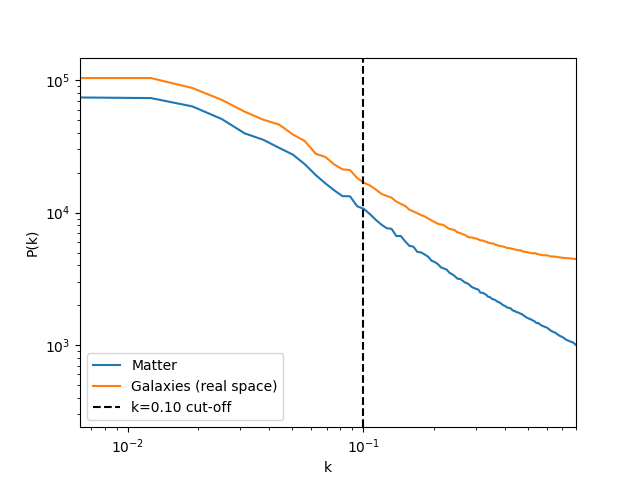 10^5
10^4
10^3
P(k)
Matter
Galaxies (real space)
k=0.10 cut-off
10^-2
10^-1
k